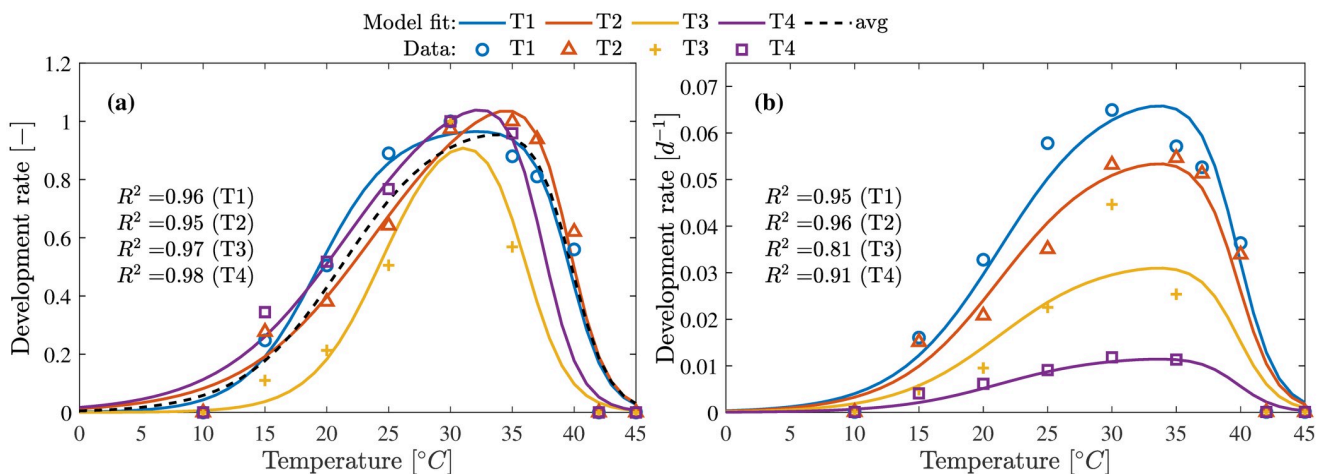 Model fit: T1 T2 T3 T4 avg
Data: T1 T2 T3 T4
(a)
Development rate [−]
1.2
1
0.8
0.6
0.4
0.2
0
R² =0.96 (T1)
R² =0.95 (T2)
R² =0.97 (T3)
R² =0.98 (T4)
0 5 10 15 20 25 30 35 40 45
Temperature [°C]
(b)
Development rate [d⁻¹]
0.07
0.06
0.05
0.04
0.03
0.02
0.01
0
R² =0.95 (T1)
R² =0.96 (T2)
R² =0.81 (T3)
R² =0.91 (T4)
0 5 10 15 20 25 30 35 40 45
Temperature [°C]